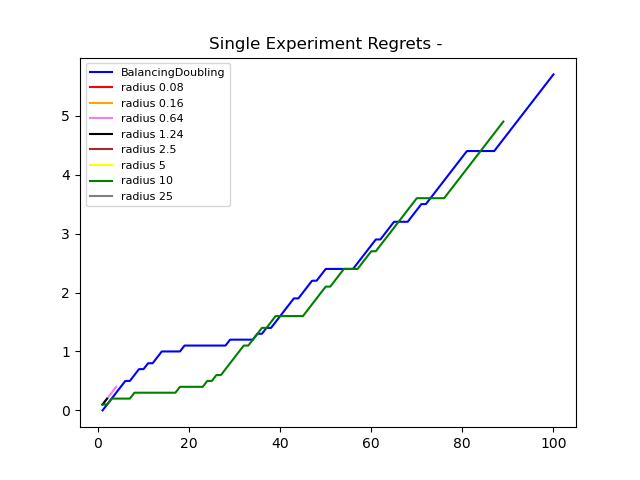 Single Experiment Regrets -
BalancingDoubling
radius 0.08
radius 0.16
radius 0.64
radius 1.24
radius 2.5
radius 5
radius 10
radius 25
5
4
3
2
1
0
0 20 40 60 80 100